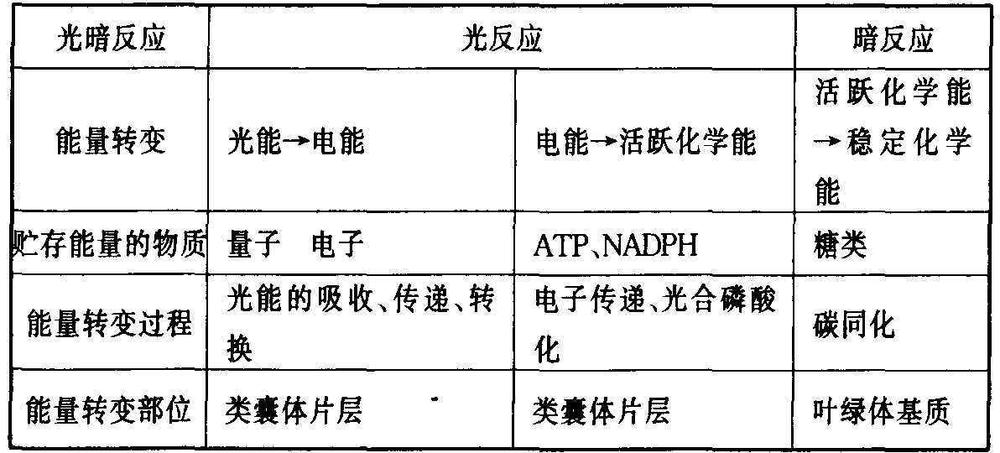 光暗反应 光反应 暗反应
能量转变 光能→电能 电能→活跃化学能 活跃化学能
→稳定化学
能
贮存能量的物质 量子 电子 ATP、NADPH 糖类
能量转变过程 光能的吸收、传递、转
换 电子传递、光合磷酸
化 碳同化
能量转变部位 类囊体片层 类囊体片层 叶绿体基质